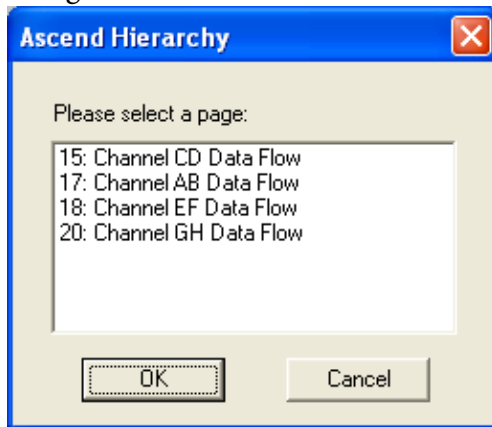 Ascend Hierarchy
Please select a page:
15: Channel CD Data Flow
17: Channel AB Data Flow
18: Channel EF Data Flow
20: Channel GH Data Flow
OK
Cancel